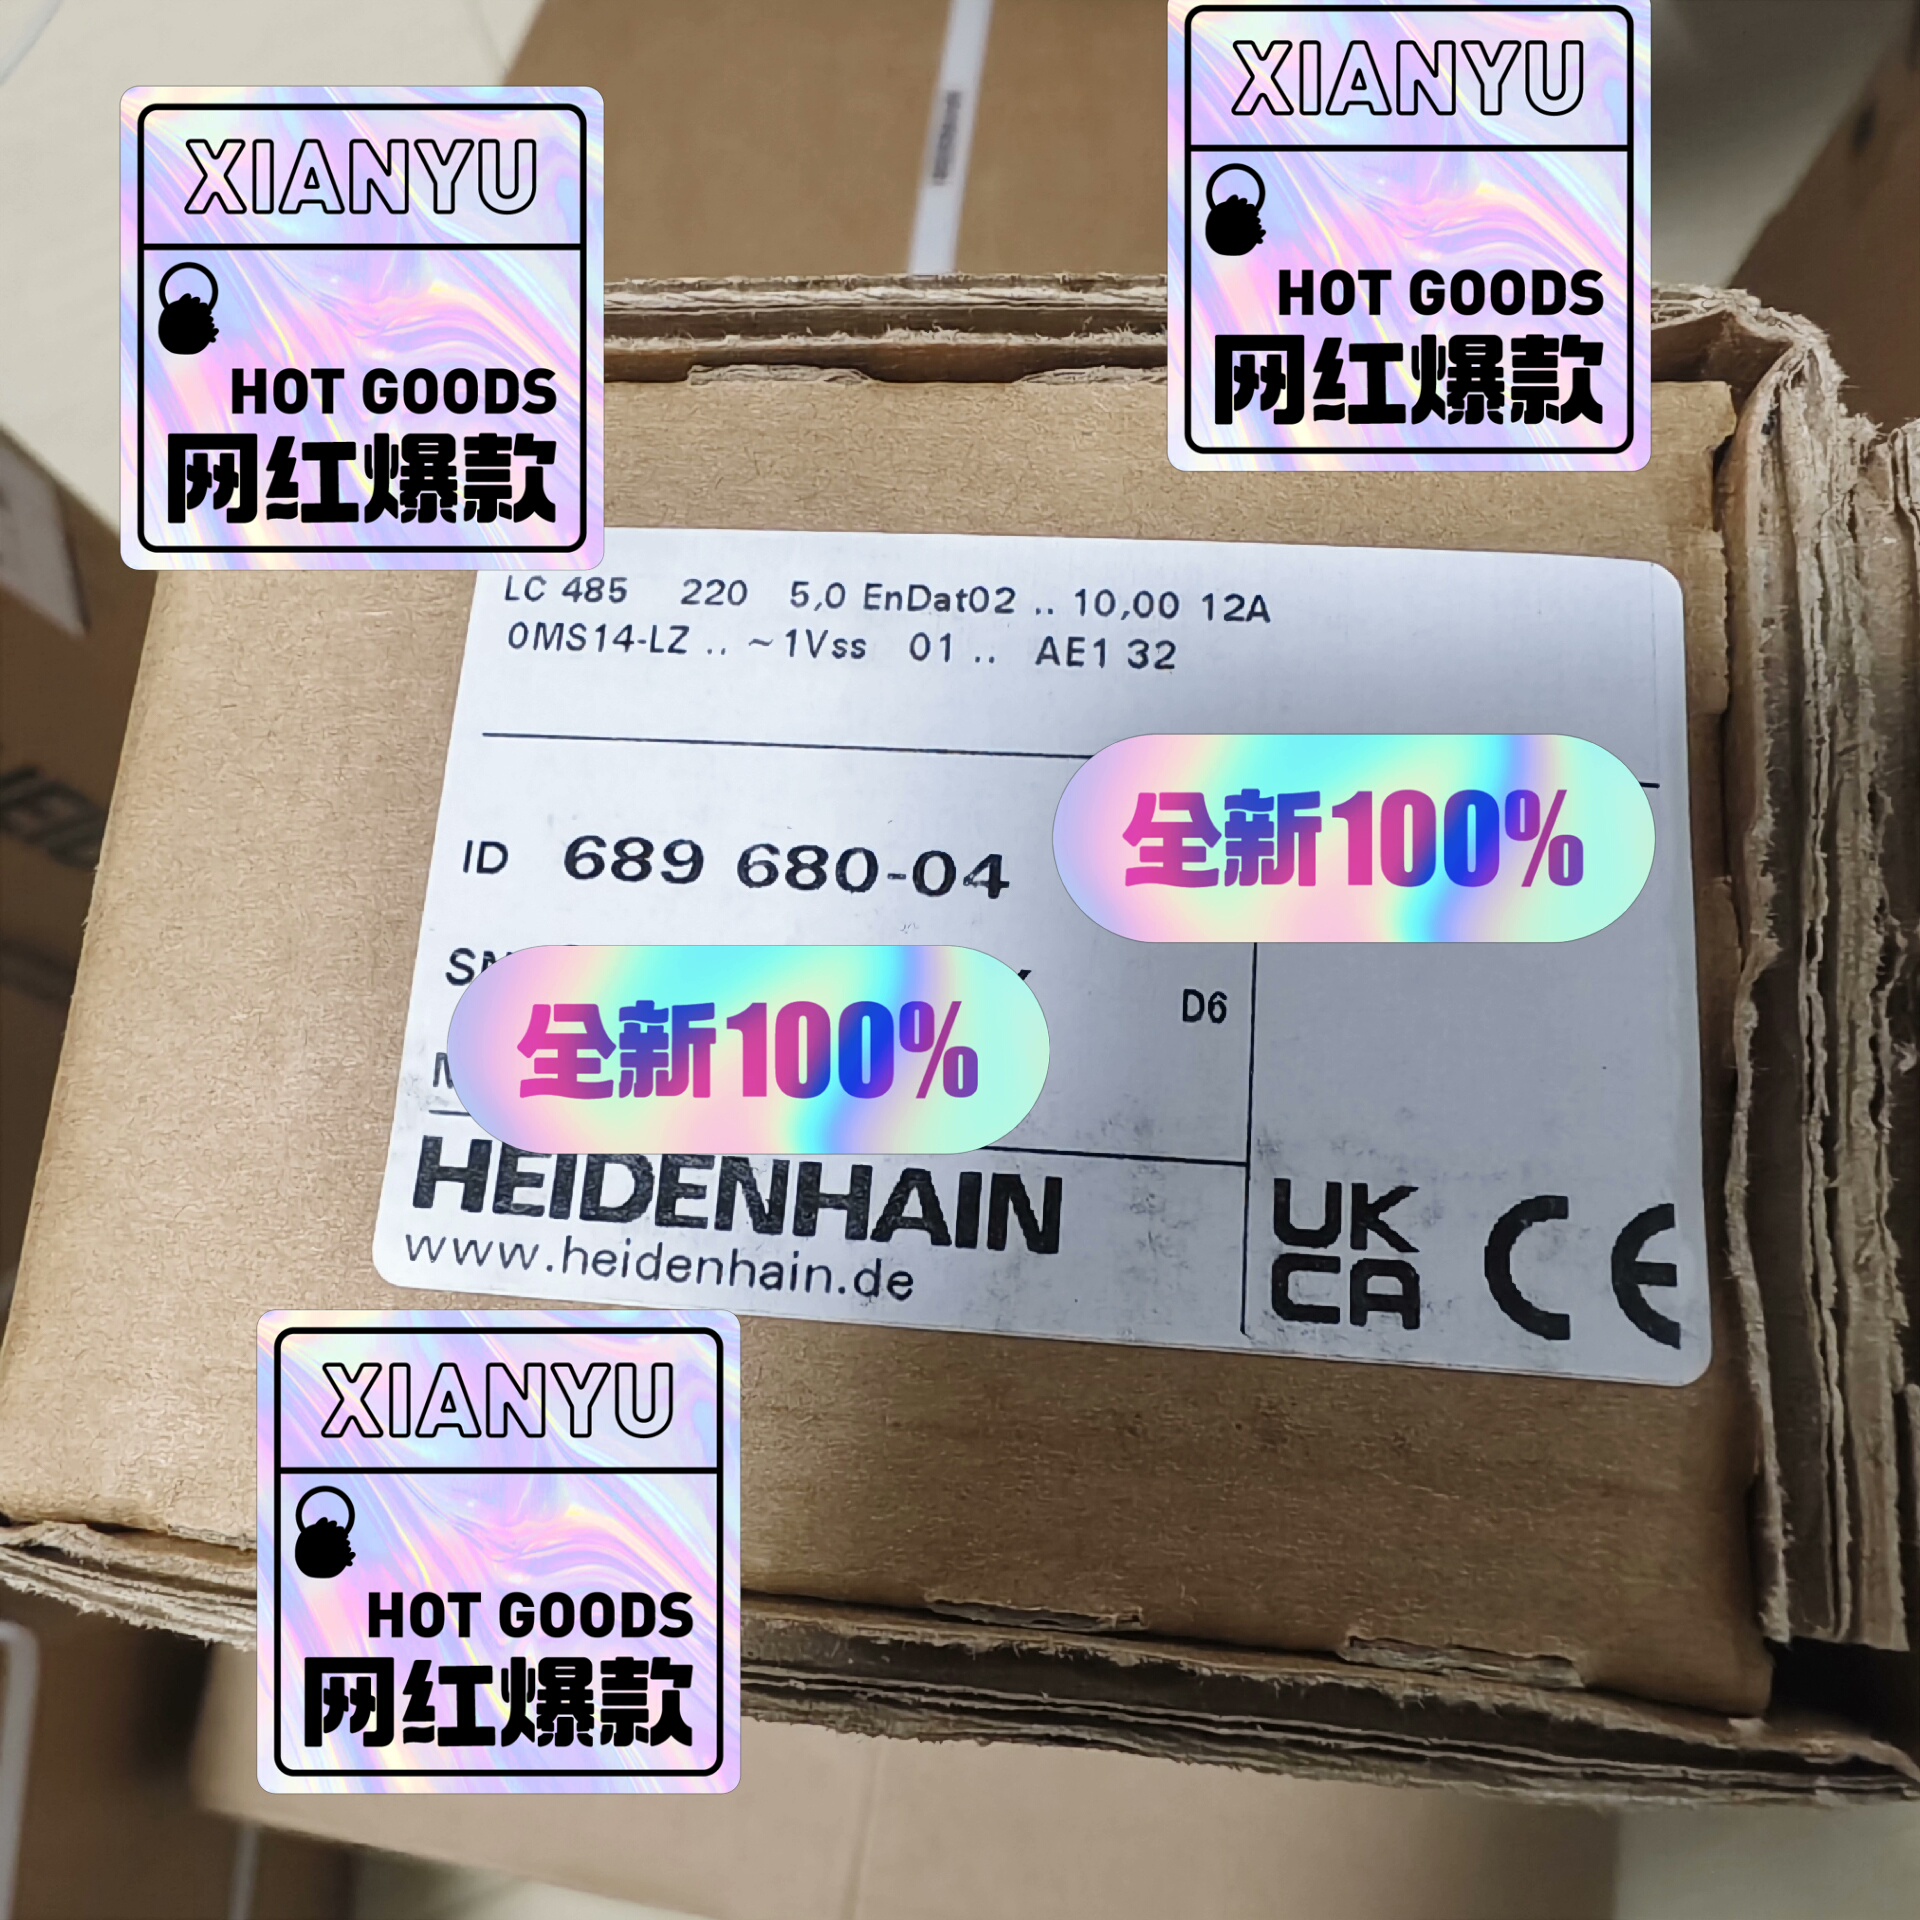 XIANYU
HOT GOODS
网红爆款
XIANYU
HOT GOODS
网红爆款
LC 485 220 5,0 EnDat02 .. 10,00 12A
0MS14-LZ .. ~1Vss 01 .. AE1 32
ID 689 680-04
全新100%
D6
全新100%
HEIDENHAIN
www.heidenhain.de
UK
CA
CE
XIANYU
HOT GOODS
网红爆款